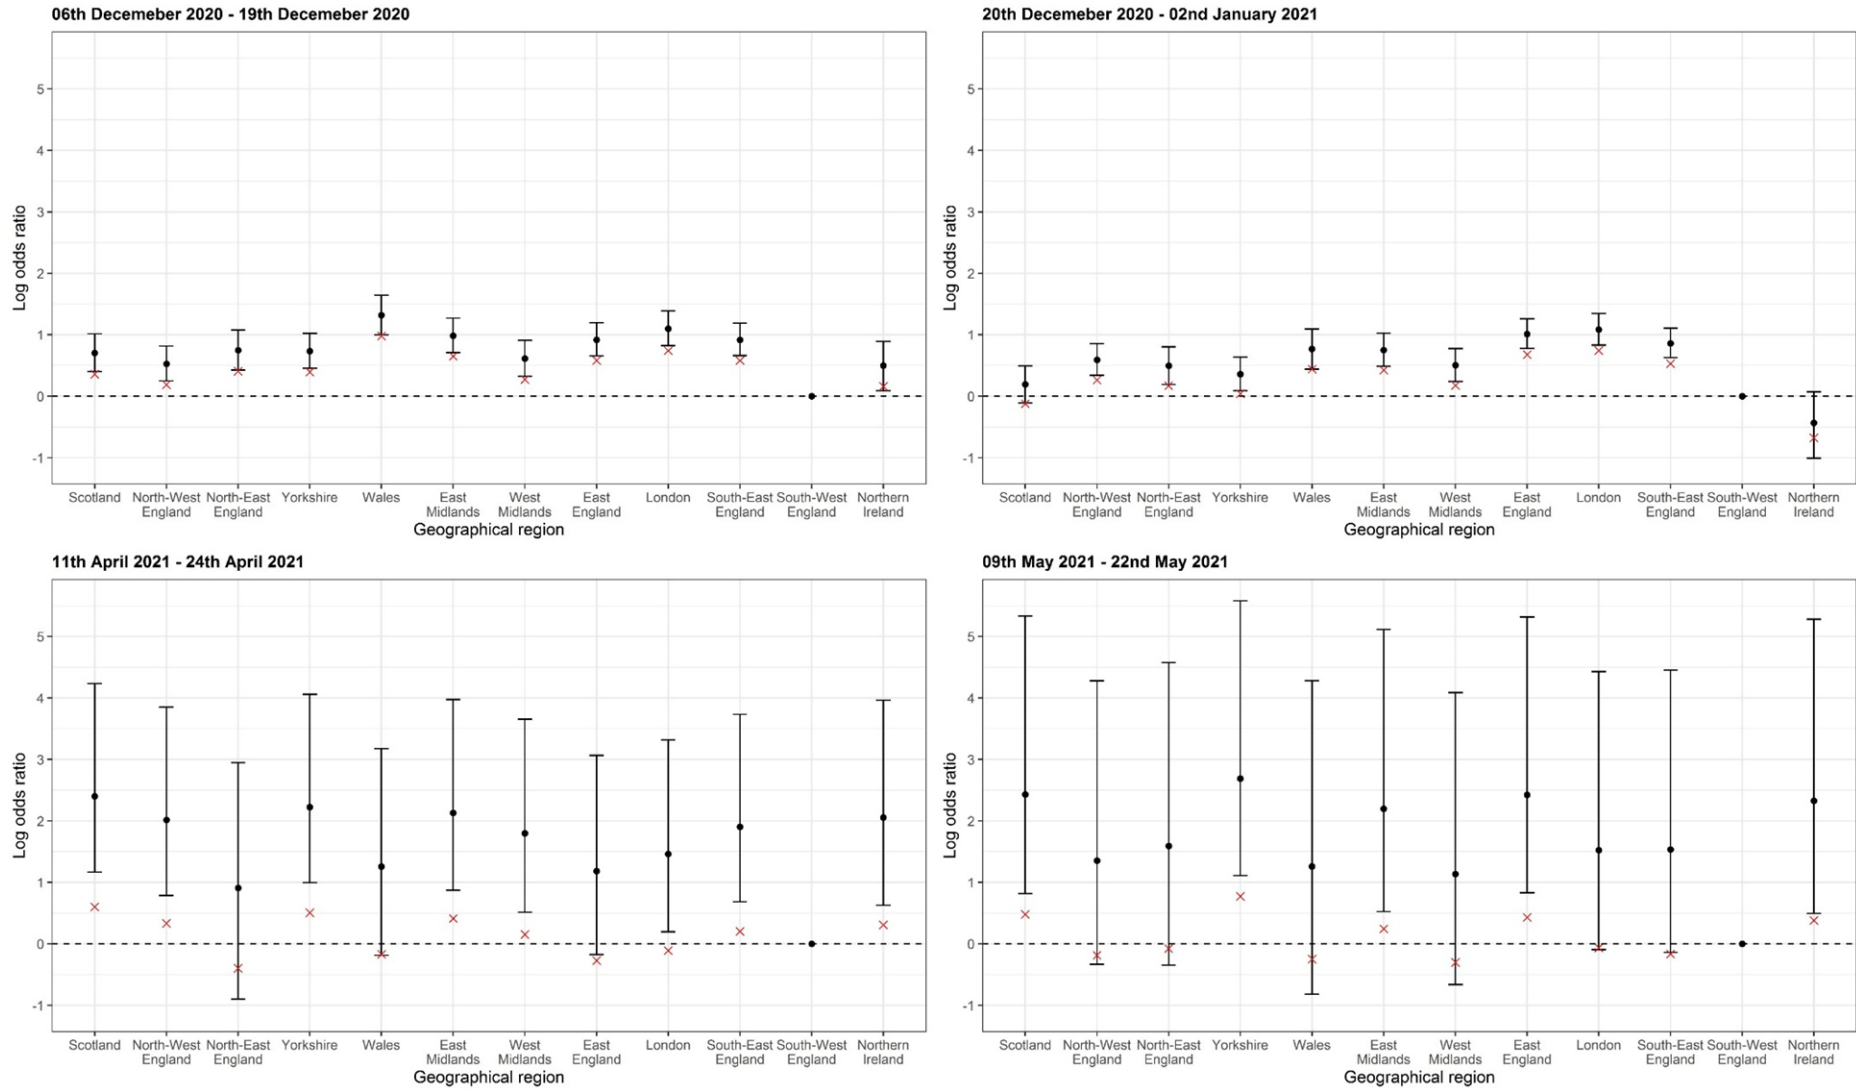 06th Decemeber 2020 - 19th Decemeber 2020
Log odds ratio
5
4
3
2
1
0
-1
Scotland North-West England North-East England Yorkshire Wales East Midlands West Midlands East England London South-East England South-West England Northern Ireland
Geographical region
20th Decemeber 2020 - 02nd January 2021
Log odds ratio
5
4
3
2
1
0
-1
Scotland North-West England North-East England Yorkshire Wales East Midlands West Midlands East England London South-East England South-West England Northern Ireland
Geographical region
11th April 2021 - 24th April 2021
Log odds ratio
5
4
3
2
1
0
-1
Scotland North-West England North-East England Yorkshire Wales East Midlands West Midlands East England London South-East England South-West England Northern Ireland
Geographical region
09th May 2021 - 22nd May 2021
Log odds ratio
5
4
3
2
1
0
-1
Scotland North-West England North-East England Yorkshire Wales East Midlands West Midlands East England London South-East England South-West England Northern Ireland
Geographical region